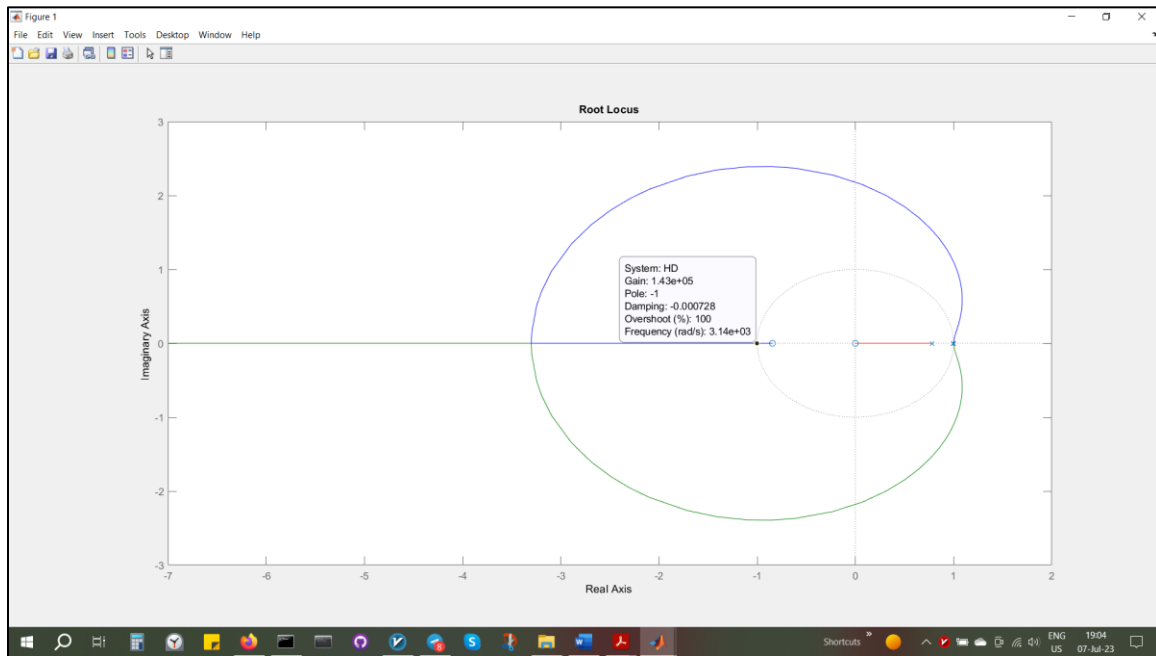 Figure 1
File Edit View Insert Tools Desktop Window Help
Root Locus
3
2
1
0
-1
-2
-3
Imaginary Axis
System: HD
Gain: 1.43e+05
Pole: -1
Damping: -0.000728
Overshoot (%): 100
Frequency (rad/s): 3.14e+03
-7 -6 -5 -4 -3 -2 -1 0 1 2
Real Axis
8
Shortcuts »
ENG
US
19:04
07-Jul-23